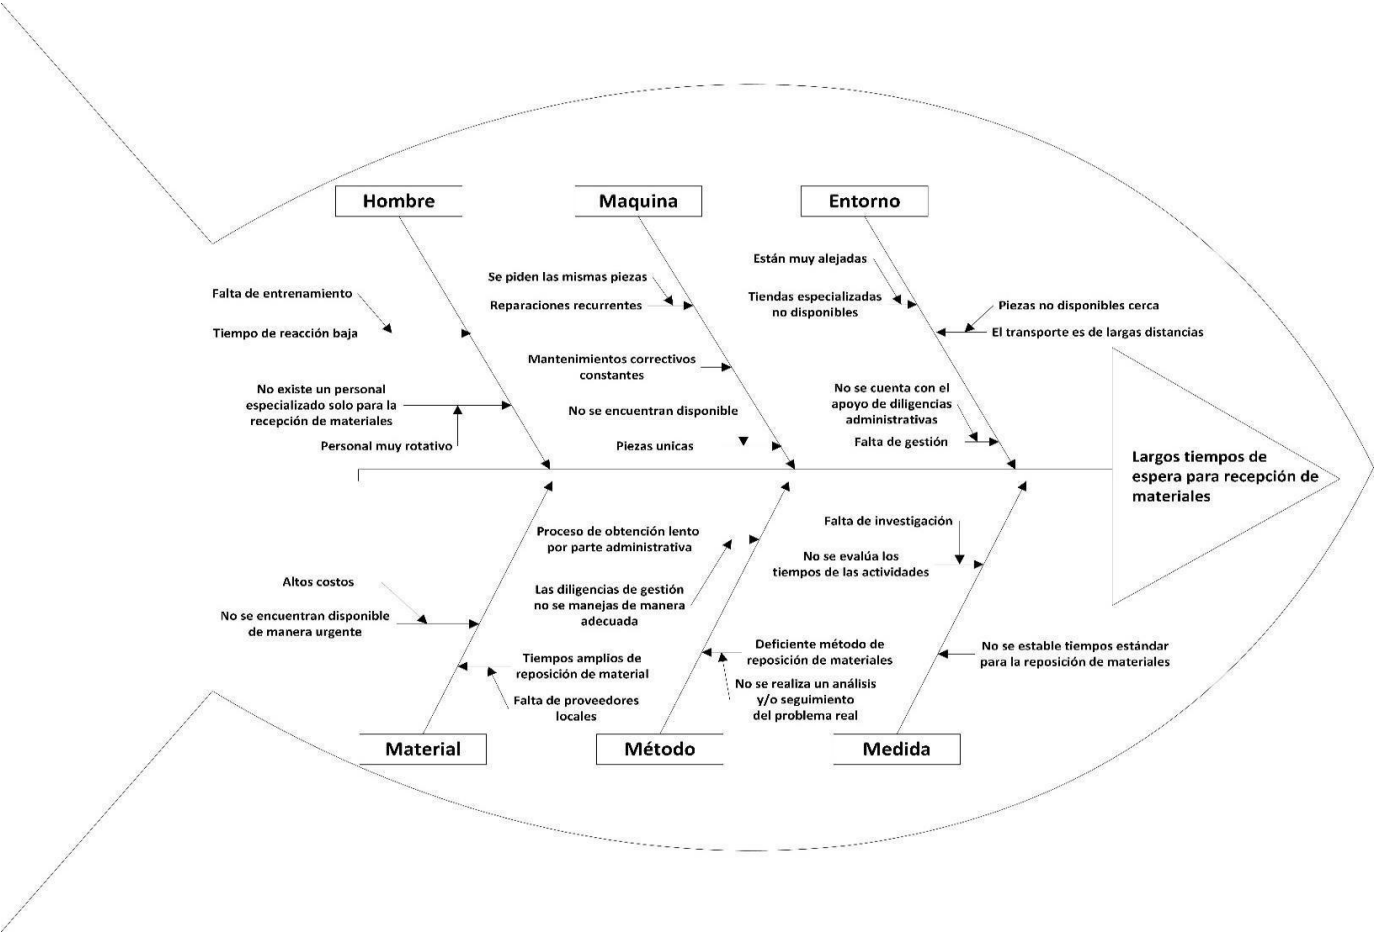 Hombre
Maquina
Entorno
Falta de entrenamiento
Tiempo de reacción baja
No existe un personal
especializado solo para la
recepción de materiales
Personal muy rotativo
Se piden las mismas piezas
Reparaciones recurrentes
Mantenimientos correctivos
constantes
No se encuentran disponible
Piezas unicas
Están muy alejadas
Tiendas especializadas
no disponibles
Piezas no disponibles cerca
El transporte es de largas distancias
No se cuenta con el
apoyo de diligencias
administrativas
Falta de gestión
Largos tiempos de
espera para recepción de
materiales
Altos costos
No se encuentran disponible
de manera urgente
Tiempos amplios de
reposición de material
Falta de proveedores
locales
Proceso de obtención lento
por parte administrativa
Las diligencias de gestión
no se manejas de manera
adecuada
Deficiente método de
reposición de materiales
No se realiza un análisis
y/o seguimiento
del problema real
Falta de investigación
No se evalúa los
tiempos de las actividades
No se estable tiempos estándar
para la reposición de materiales
Material
Método
Medida